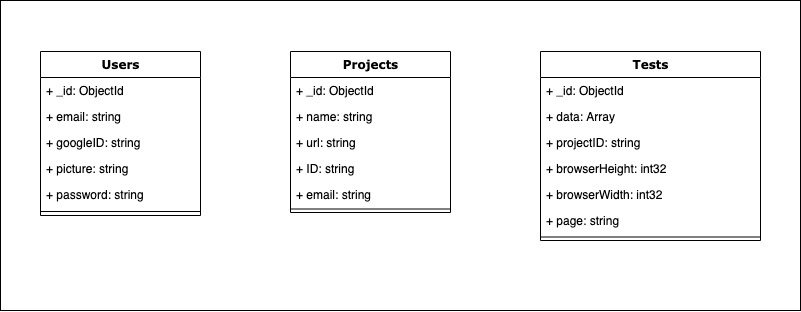 Users
+ _id: ObjectId
+ email: string
+ googleID: string
+ picture: string
+ password: string
Projects
+ _id: ObjectId
+ name: string
+ url: string
+ ID: string
+ email: string
Tests
+ _id: ObjectId
+ data: Array
+ projectID: string
+ browserHeight: int32
+ browserWidth: int32
+ page: string